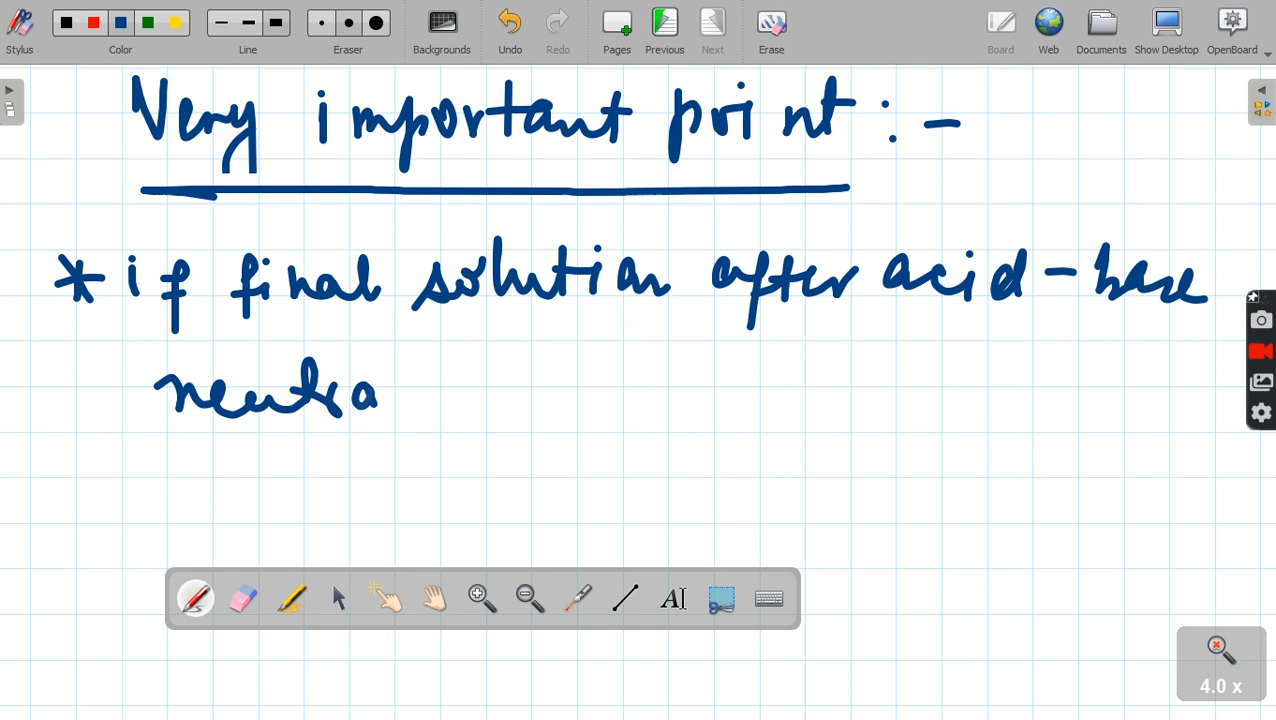 Stylus Color Line Eraser Backgrounds Undo Redo Pages Previous Next Erase Board Web Documents Show Desktop OpenBoard
Very important point :-
* if final solution after acid-base
neutra
4.0 x